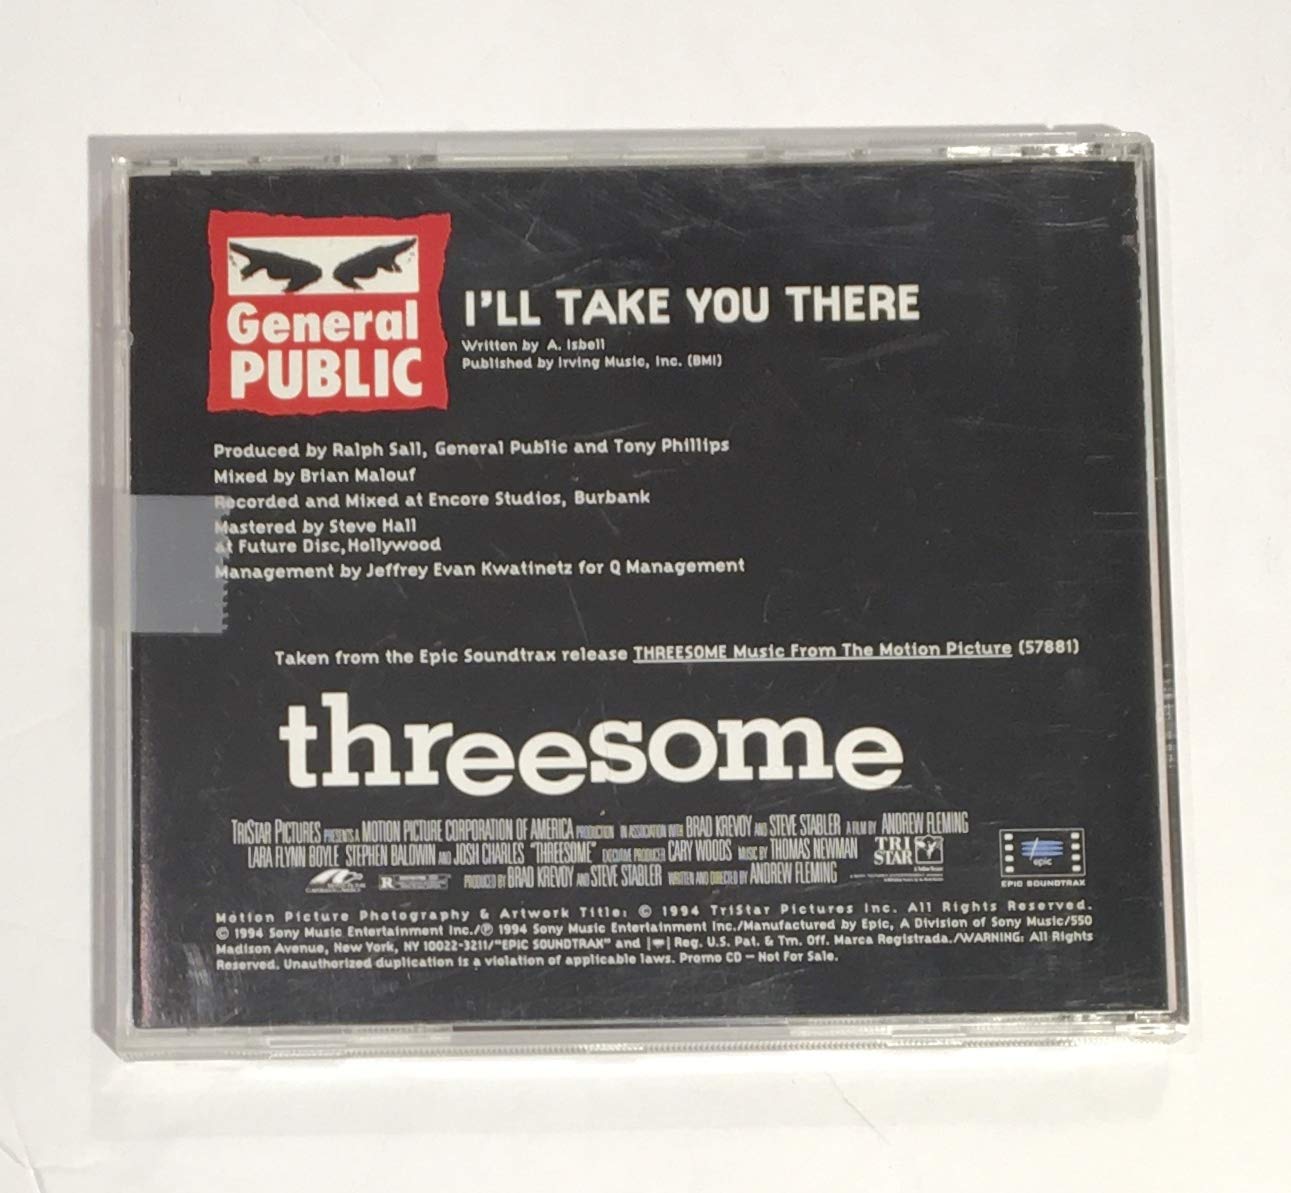 General
PUBLIC
I'LL TAKE YOU THERE
Written by A. Isbell
Published by Irving Music, Inc. (BMI)
Produced by Ralph Sall, General Public and Tony Phillips
Mixed by Brian Malouf
Recorded and Mixed at Encore Studios, Burbank
Mastered by Steve Hall
at Future Disc, Hollywood
Management by Jeffrey Evan Kwatinetz for Q Management
Taken from the Epic Soundtrax release THREESOME Music From The Motion Picture (57881)
threesome
TRISTAR PICTURES PRESENTS A MOTION PICTURE CORPORATION OF AMERICA PRODUCTION IN ASSOCIATION WITH BRAD KREVOY AND STEVE STABLER A FILM BY ANDREW FLEMING
LARA FLYNN BOYLE STEPHEN BALDWIN AND JOSH CHARLES "THREESOME" EXECUTIVE PRODUCER CARY WOODS MUSIC BY THOMAS NEWMAN
PRODUCED BY BRAD KREVOY AND STEVE STABLER WRITTEN AND DIRECTED BY ANDREW FLEMING
R
TRI
STAR
epic
EPIC SOUNDTRAX
Motion Picture Photography & Artwork Title: © 1994 TriStar Pictures Inc. All Rights Reserved.
© 1994 Sony Music Entertainment Inc./℗ 1994 Sony Music Entertainment Inc./Manufactured by Epic, A Division of Sony Music/550
Madison Avenue, New York, NY 10022-3211/"EPIC SOUNDTRAX" and Reg. U.S. Pat. & Tm. Off. Marca Registrada./WARNING: All Rights
Reserved. Unauthorized duplication is a violation of applicable laws. Promo CD — Not For Sale.